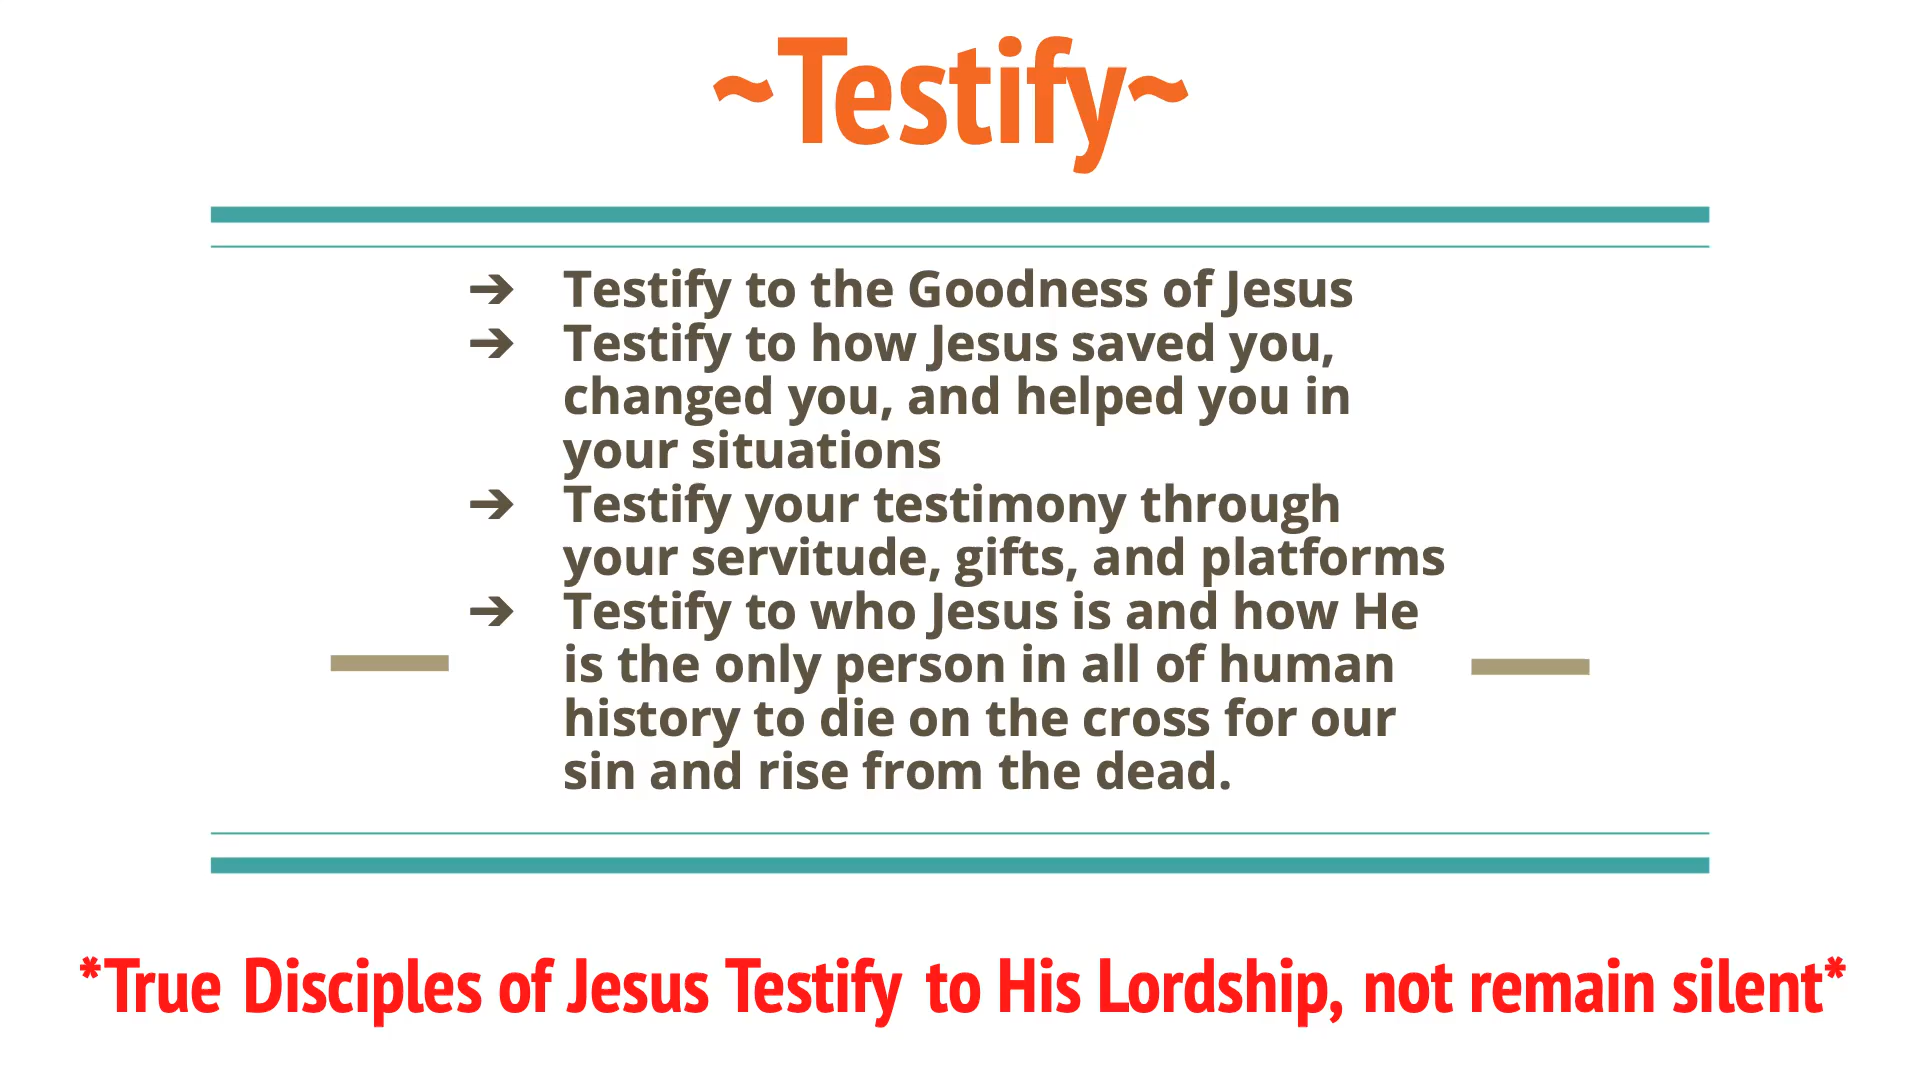 ~Testify~
➔ Testify to the Goodness of Jesus
➔ Testify to how Jesus saved you,
changed you, and helped you in
your situations
➔ Testify your testimony through
your servitude, gifts, and platforms
➔ Testify to who Jesus is and how He
is the only person in all of human
history to die on the cross for our
sin and rise from the dead.
*True Disciples of Jesus Testify to His Lordship, not remain silent*